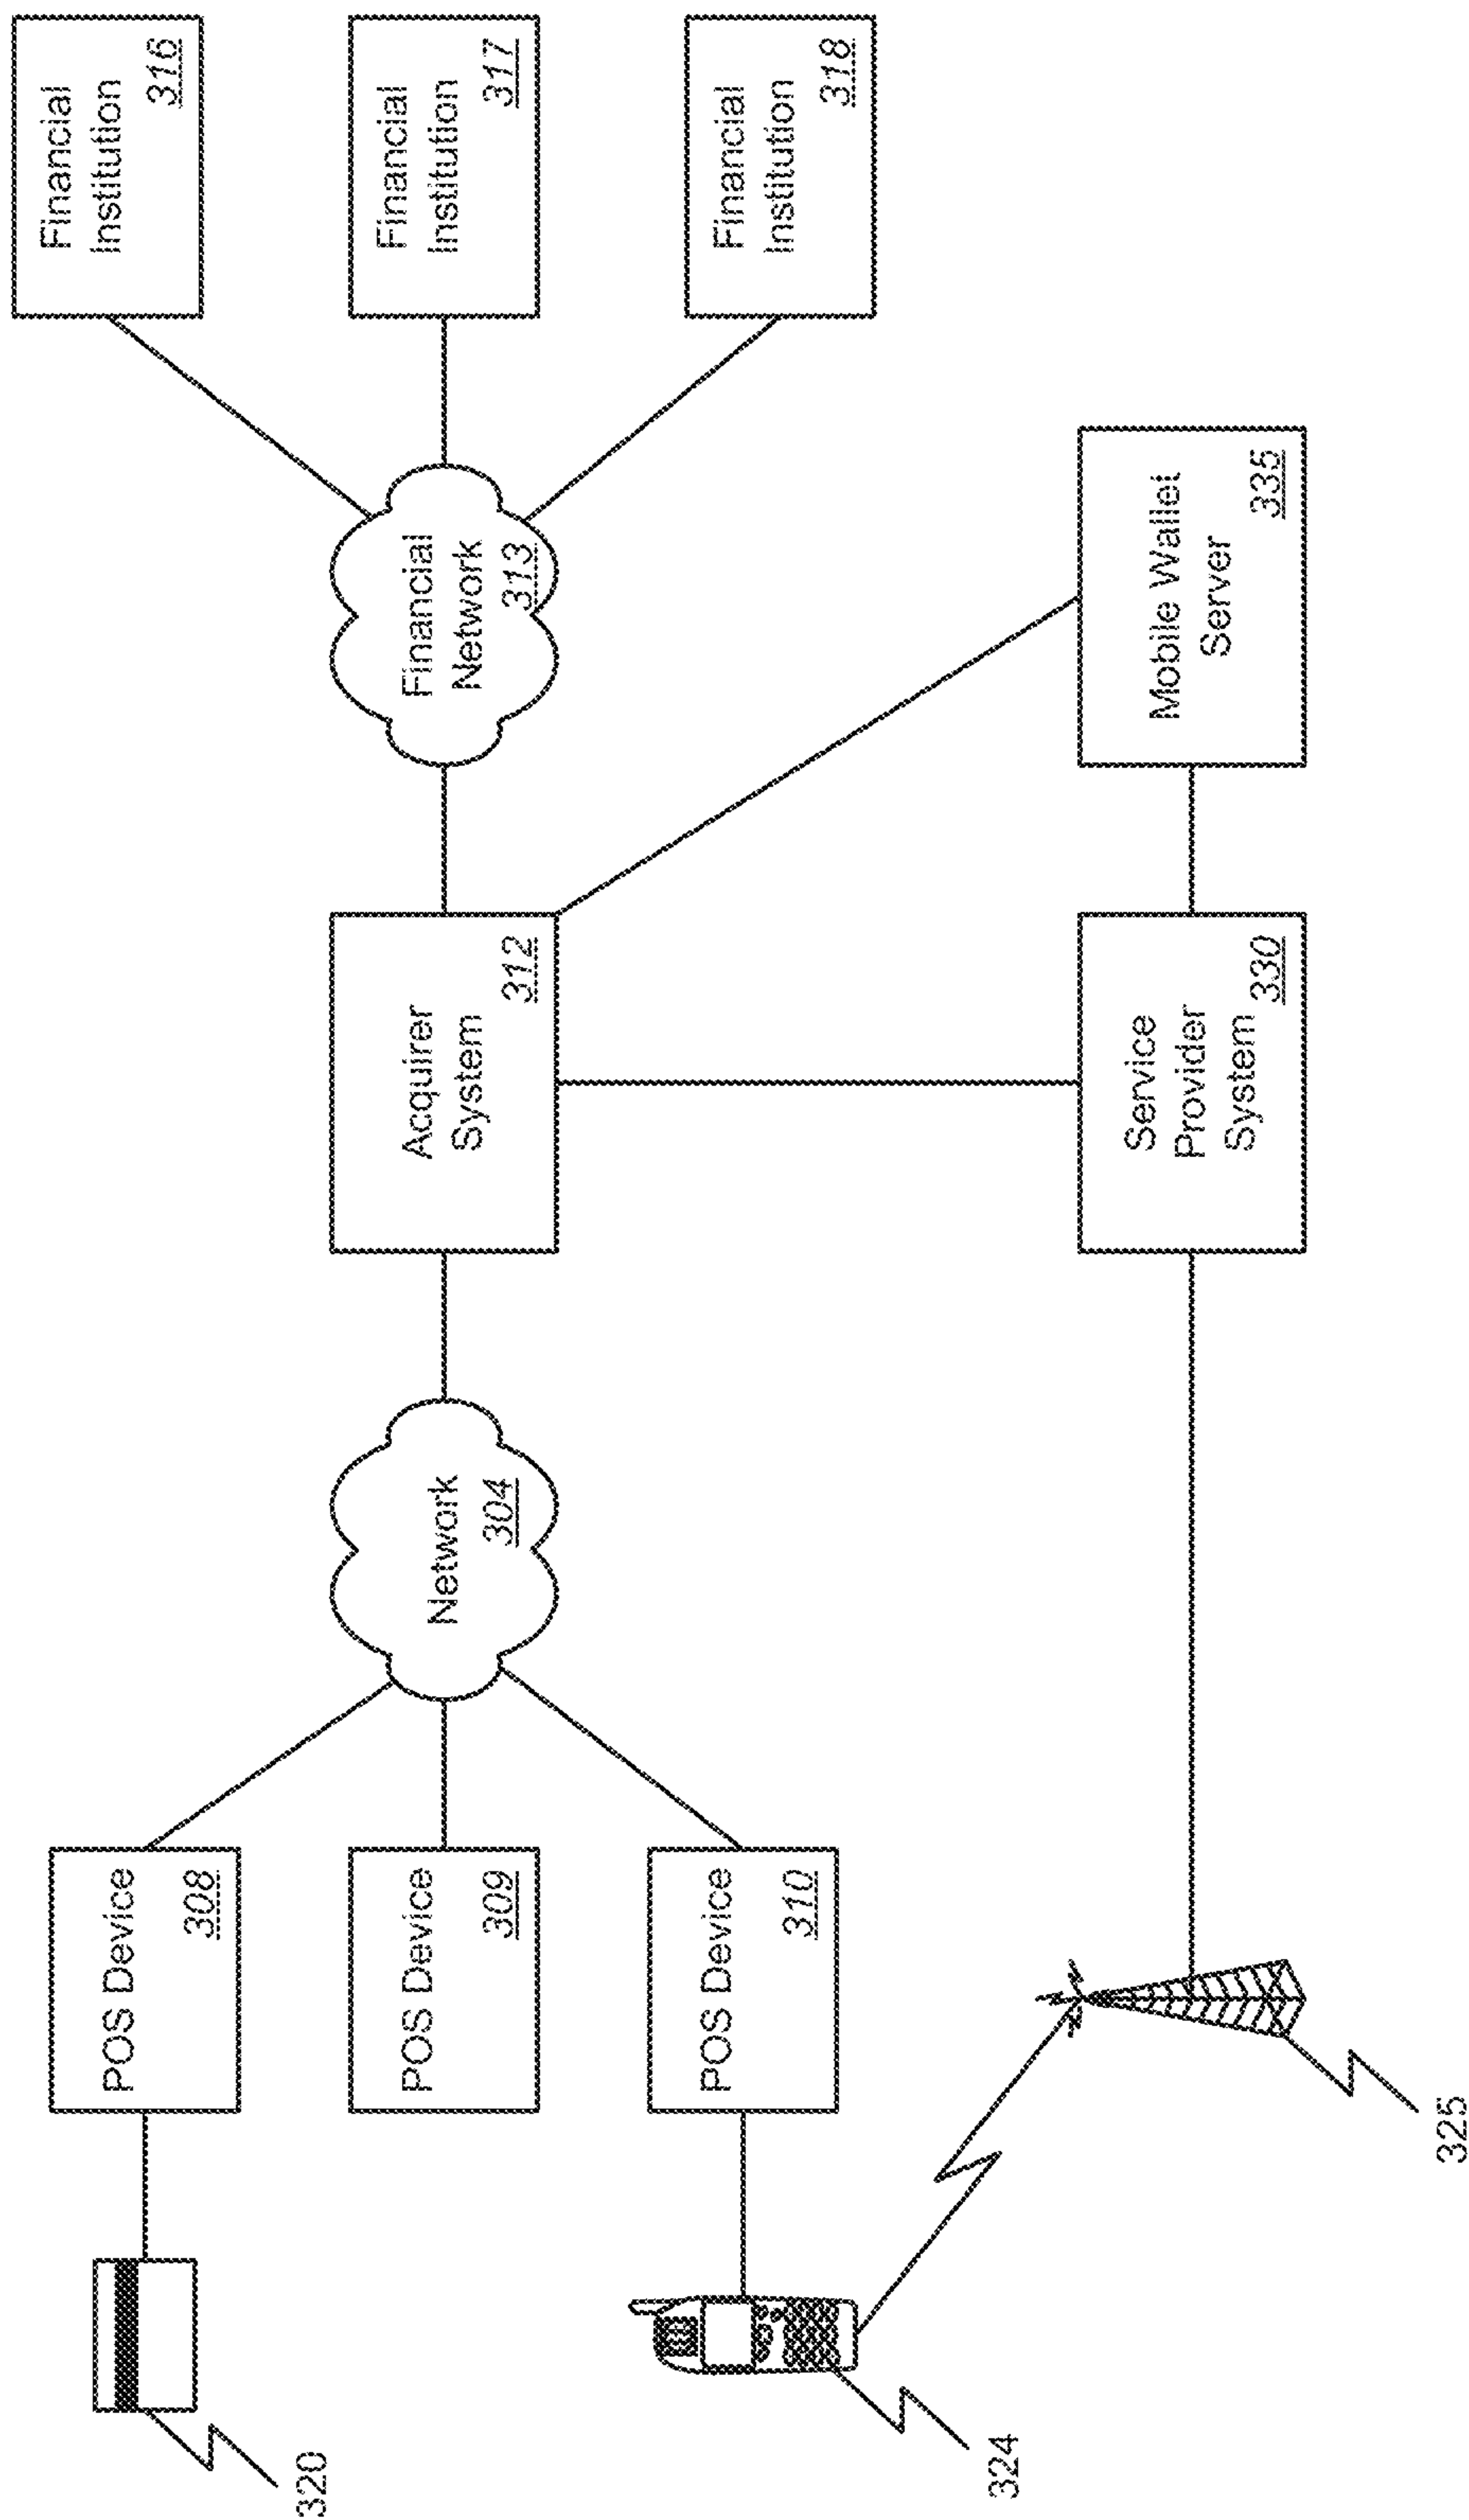 320
POS Device
308
POS Device
309
324
POS Device
310
325
Network
304
Acquirer
System
312
Service
Provider
System
330
Financial
Network
313
Mobile Wallet
Server
335
Financial
Institution
316
Financial
Institution
317
Financial
Institution
318